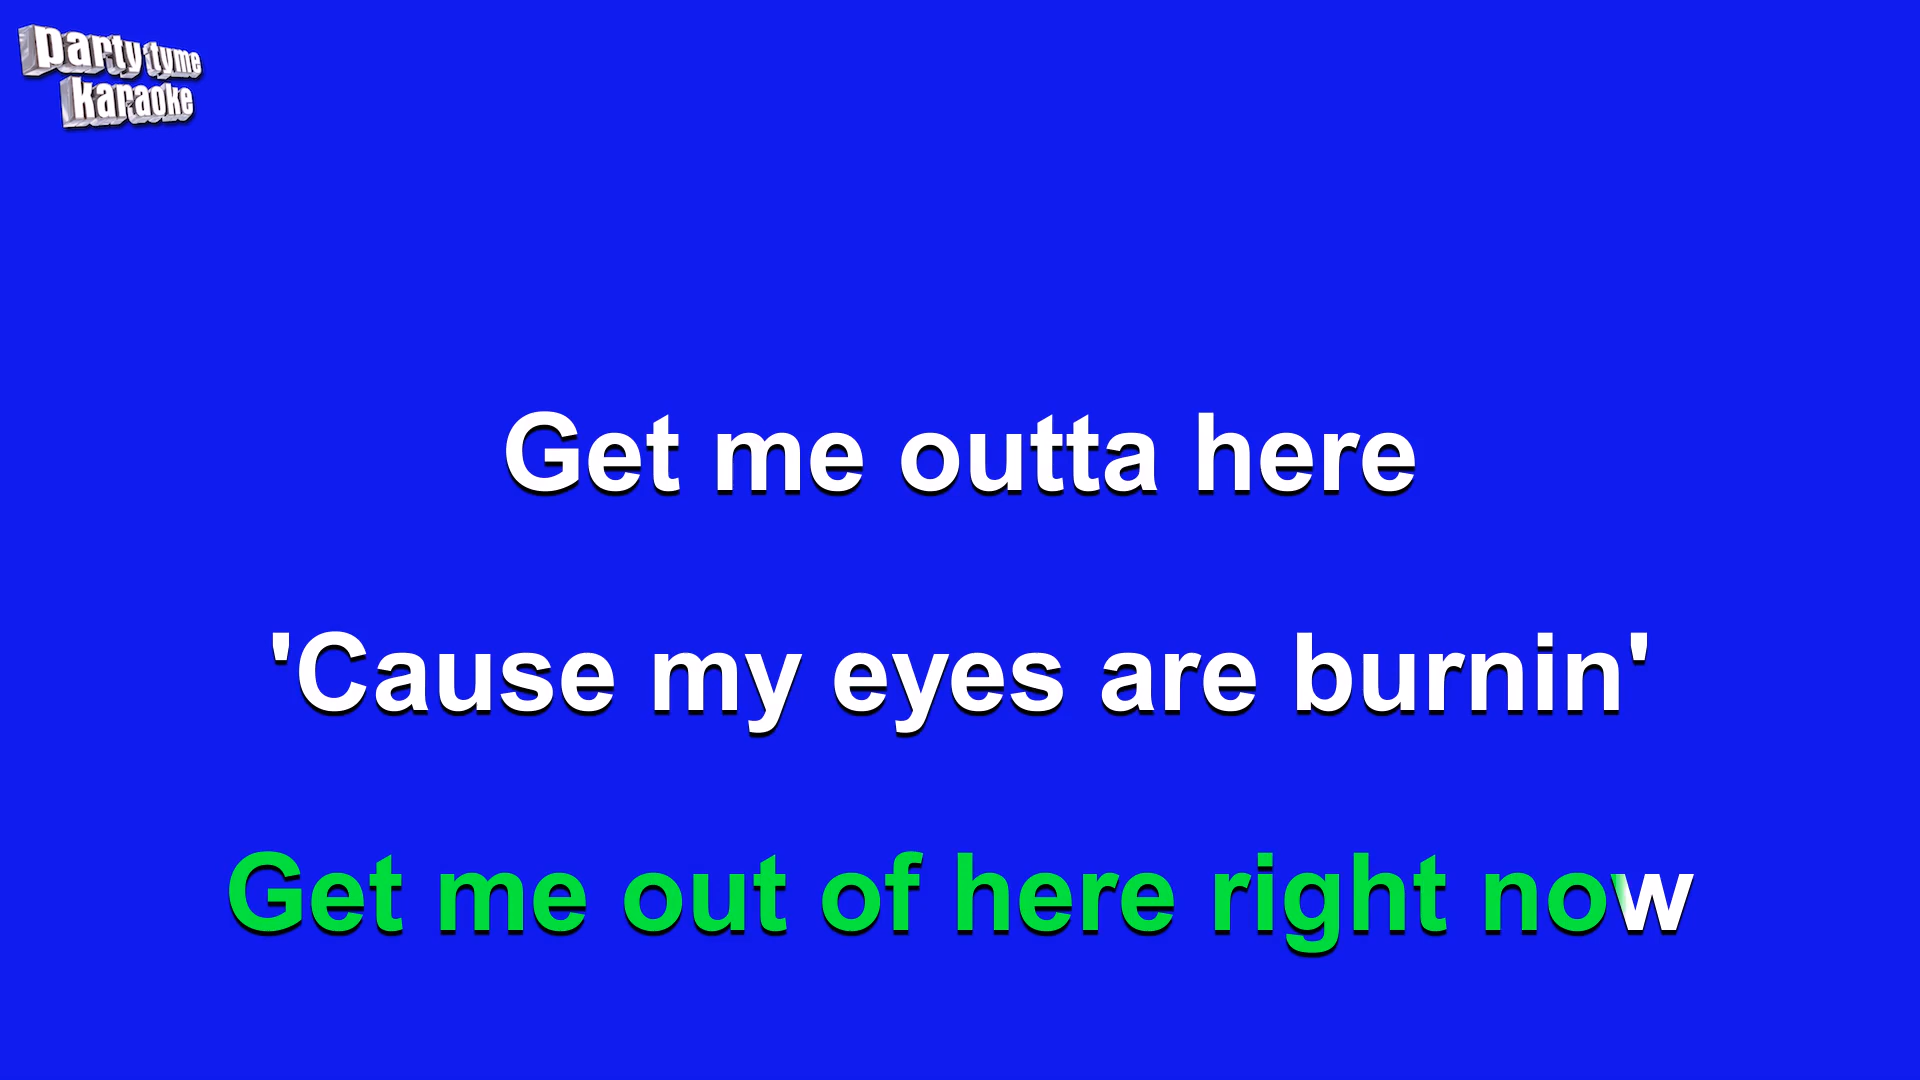 party tyme
karaoke
Get me outta here
'Cause my eyes are burnin'
Get me out of here right now